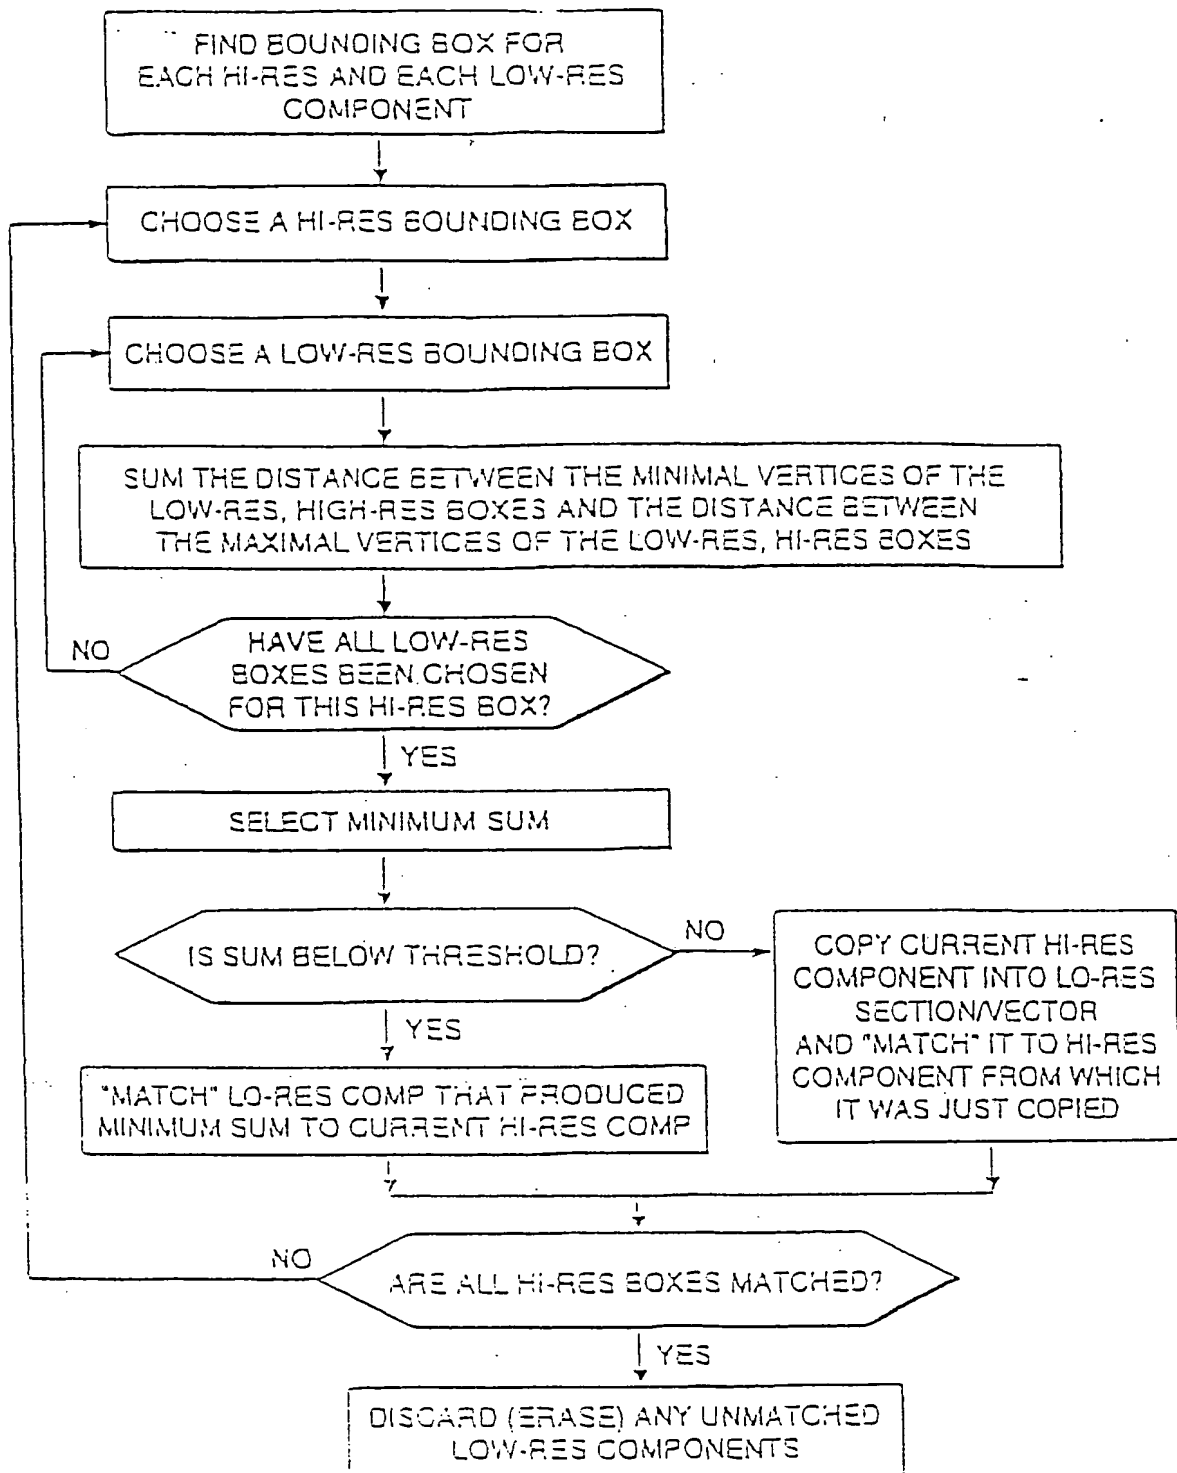 FIND BOUNDING BOX FOR
EACH HI-RES AND EACH LOW-RES
COMPONENT
CHOOSE A HI-RES BOUNDING BOX
CHOOSE A LOW-RES BOUNDING BOX
SUM THE DISTANCE BETWEEN THE MINIMAL VERTICES OF THE
LOW-RES, HIGH-RES BOXES AND THE DISTANCE BETWEEN
THE MAXIMAL VERTICES OF THE LOW-RES, HI-RES BOXES
NO
HAVE ALL LOW-RES
BOXES BEEN CHOSEN
FOR THIS HI-RES BOX?
YES
SELECT MINIMUM SUM
IS SUM BELOW THRESHOLD?
NO
COPY CURRENT HI-RES
COMPONENT INTO LO-RES
SECTION/VECTOR
AND "MATCH" IT TO HI-RES
COMPONENT FROM WHICH
IT WAS JUST COPIED
YES
"MATCH" LO-RES COMP THAT PRODUCED
MINIMUM SUM TO CURRENT HI-RES COMP
NO
ARE ALL HI-RES BOXES MATCHED?
YES
DISCARD (ERASE) ANY UNMATCHED
LOW-RES COMPONENTS